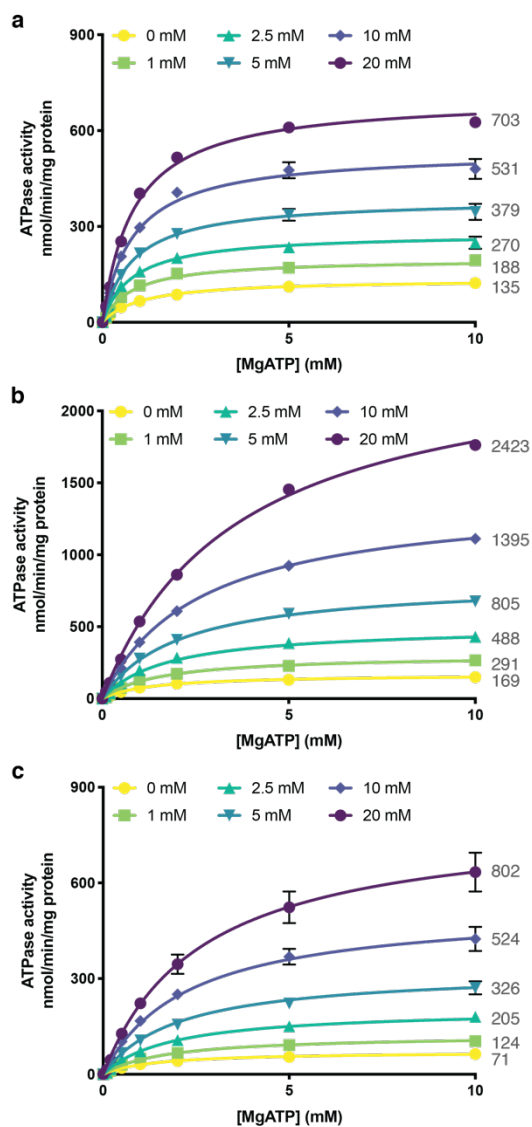 a
0 mM 2.5 mM 10 mM
1 mM 5 mM 20 mM
ATPase activity
nmol/min/mg protein
900
600
300
0
703
531
379
270
188
135
0 5 10
[MgATP] (mM)
b
0 mM 2.5 mM 10 mM
1 mM 5 mM 20 mM
ATPase activity
nmol/min/mg protein
2000
1500
1000
500
0
2423
1395
805
488
291
169
0 5 10
[MgATP] (mM)
c
0 mM 2.5 mM 10 mM
1 mM 5 mM 20 mM
ATPase activity
nmol/min/mg protein
900
600
300
0
802
524
326
205
124
71
0 5 10
[MgATP] (mM)